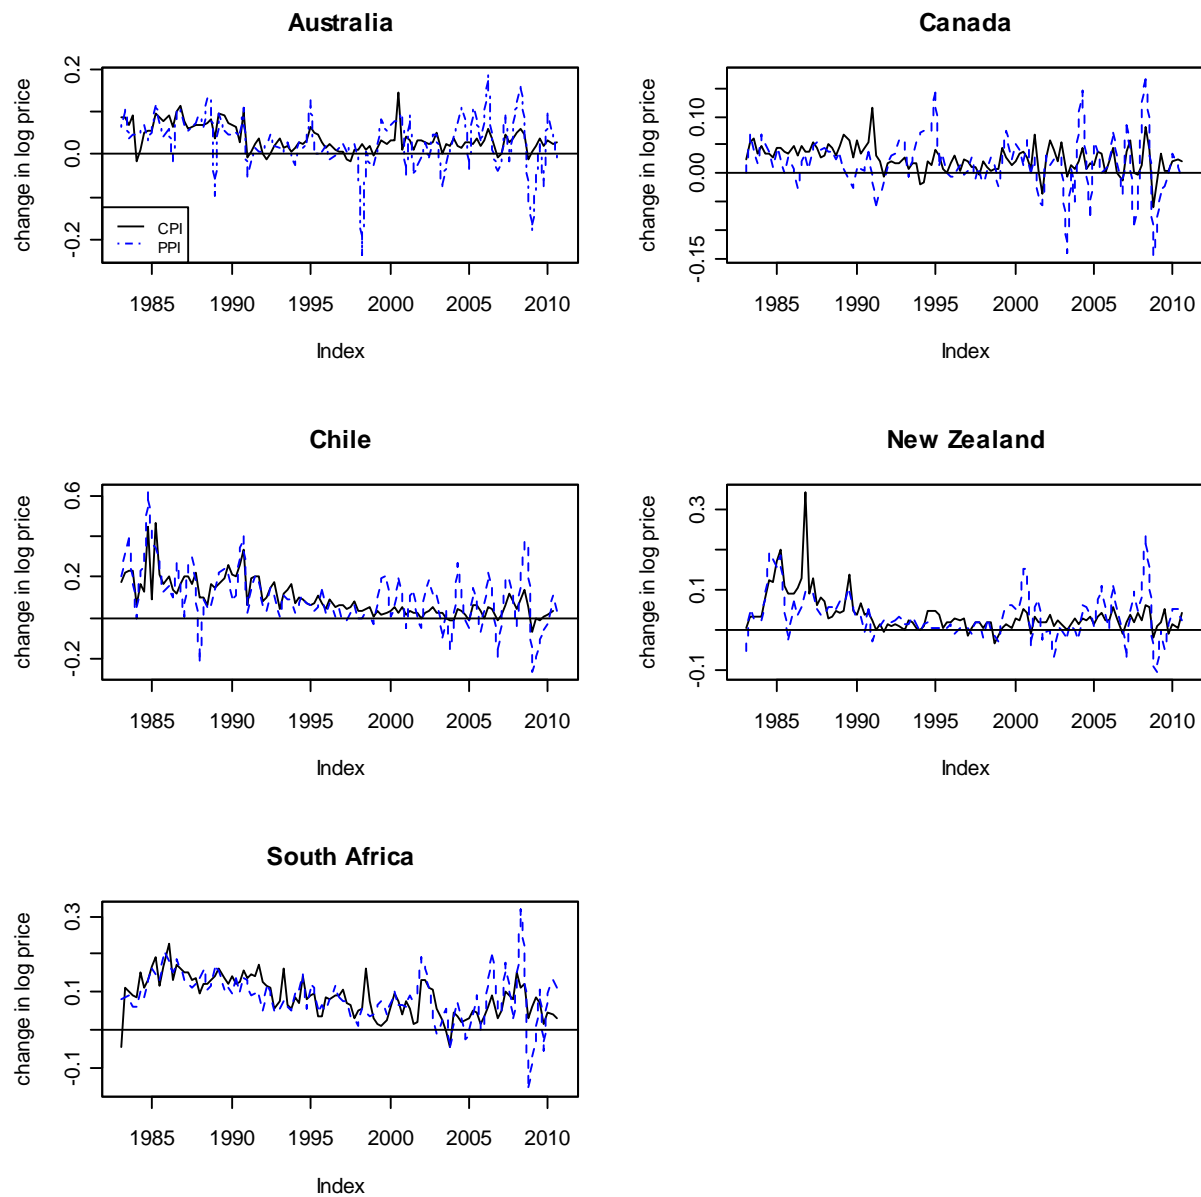 Australia
change in log price
0.2
0.0
-0.2
CPI
PPI
1985 1990 1995 2000 2005 2010
Index
Canada
change in log price
0.10
0.00
-0.15
1985 1990 1995 2000 2005 2010
Index
Chile
change in log price
0.6
0.2
-0.2
1985 1990 1995 2000 2005 2010
Index
New Zealand
change in log price
0.3
0.1
-0.1
1985 1990 1995 2000 2005 2010
Index
South Africa
change in log price
0.3
0.1
-0.1
1985 1990 1995 2000 2005 2010
Index